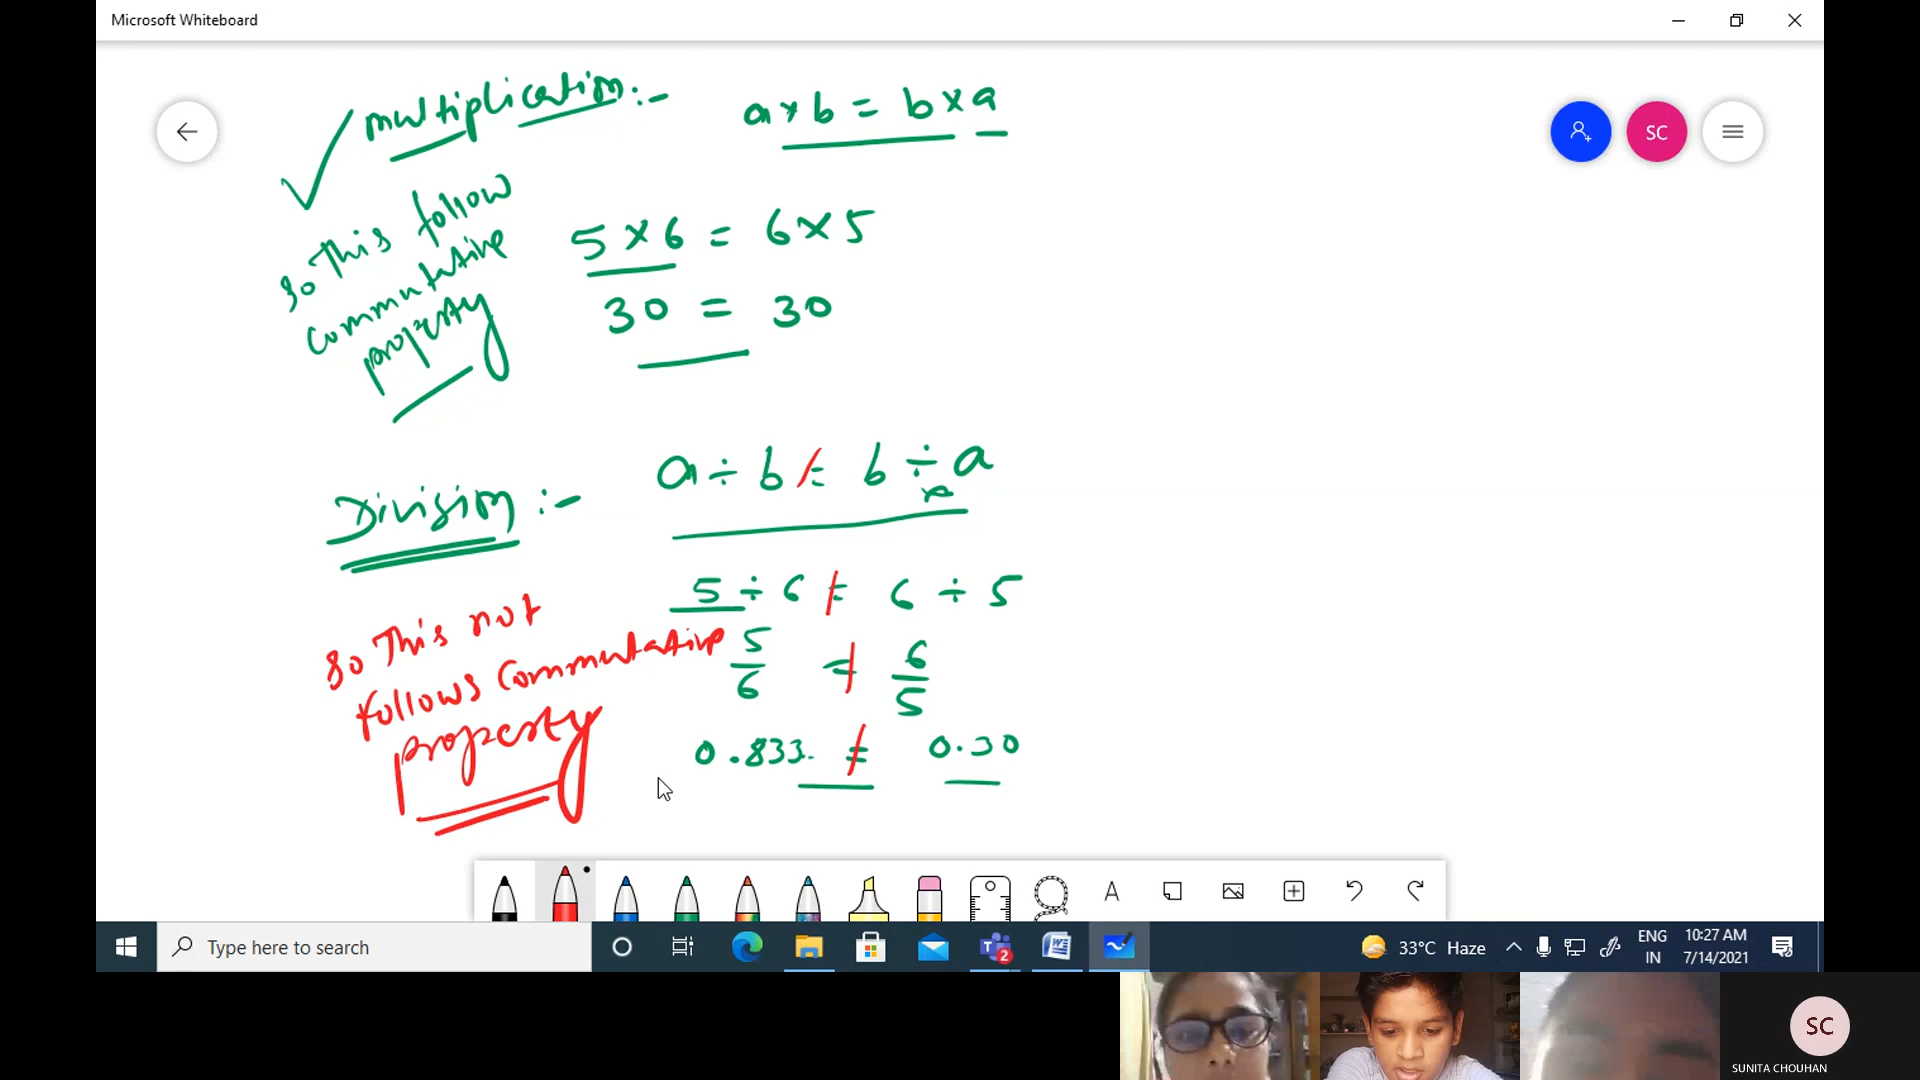 Microsoft Whiteboard
multiplication :- a × b = b × a
SC
So This follow
commutative
property
5 × 6 = 6 × 5
30 = 30
Division :- a ÷ b ≠ b ÷ a
5 ÷ 6 ≠ 6 ÷ 5
So This not
follows Commutative
property
5/6 ≠ 6/5
0.833. ≠ 0.30
A
Type here to search
2
33°C Haze
ENG
IN
10:27 AM
7/14/2021
SC
SUNITA CHOUHAN